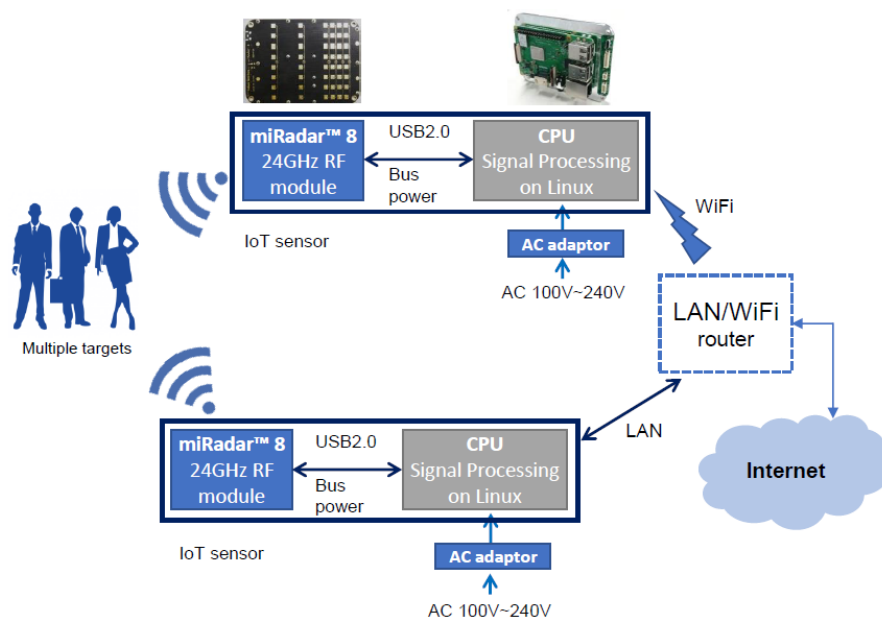 miRadar™ 8
24GHz RF
module
USB2.0
Bus
power
CPU
Signal Processing
on Linux
IoT sensor
AC adaptor
AC 100V~240V
WiFi
LAN/WiFi
router
Multiple targets
miRadar™ 8
24GHz RF
module
USB2.0
Bus
power
CPU
Signal Processing
on Linux
LAN
Internet
IoT sensor
AC adaptor
AC 100V~240V